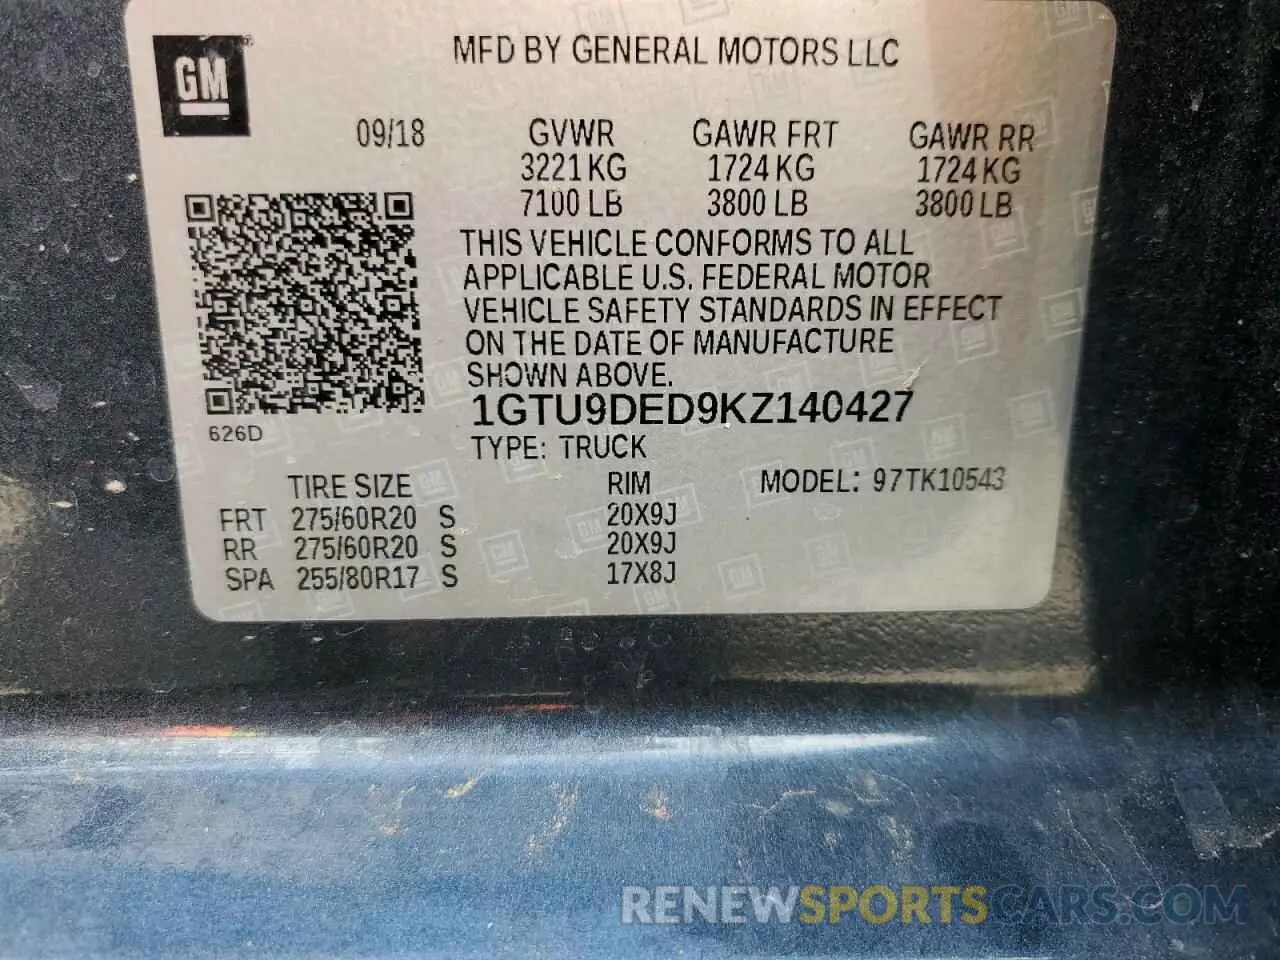 GM
MFD BY GENERAL MOTORS LLC
09/18
GVWR GAWR FRT GAWR RR
3221 KG 1724 KG 1724 KG
7100 LB 3800 LB 3800 LB
THIS VEHICLE CONFORMS TO ALL
APPLICABLE U.S. FEDERAL MOTOR
VEHICLE SAFETY STANDARDS IN EFFECT
ON THE DATE OF MANUFACTURE
SHOWN ABOVE.
1GTU9DED9KZ140427
626D
TYPE: TRUCK
TIRE SIZE RIM MODEL: 97TK10543
FRT 275/60R20 S 20X9J
RR 275/60R20 S 20X9J
SPA 255/80R17 S 17X8J
RENEWSPORTSCARS.COM